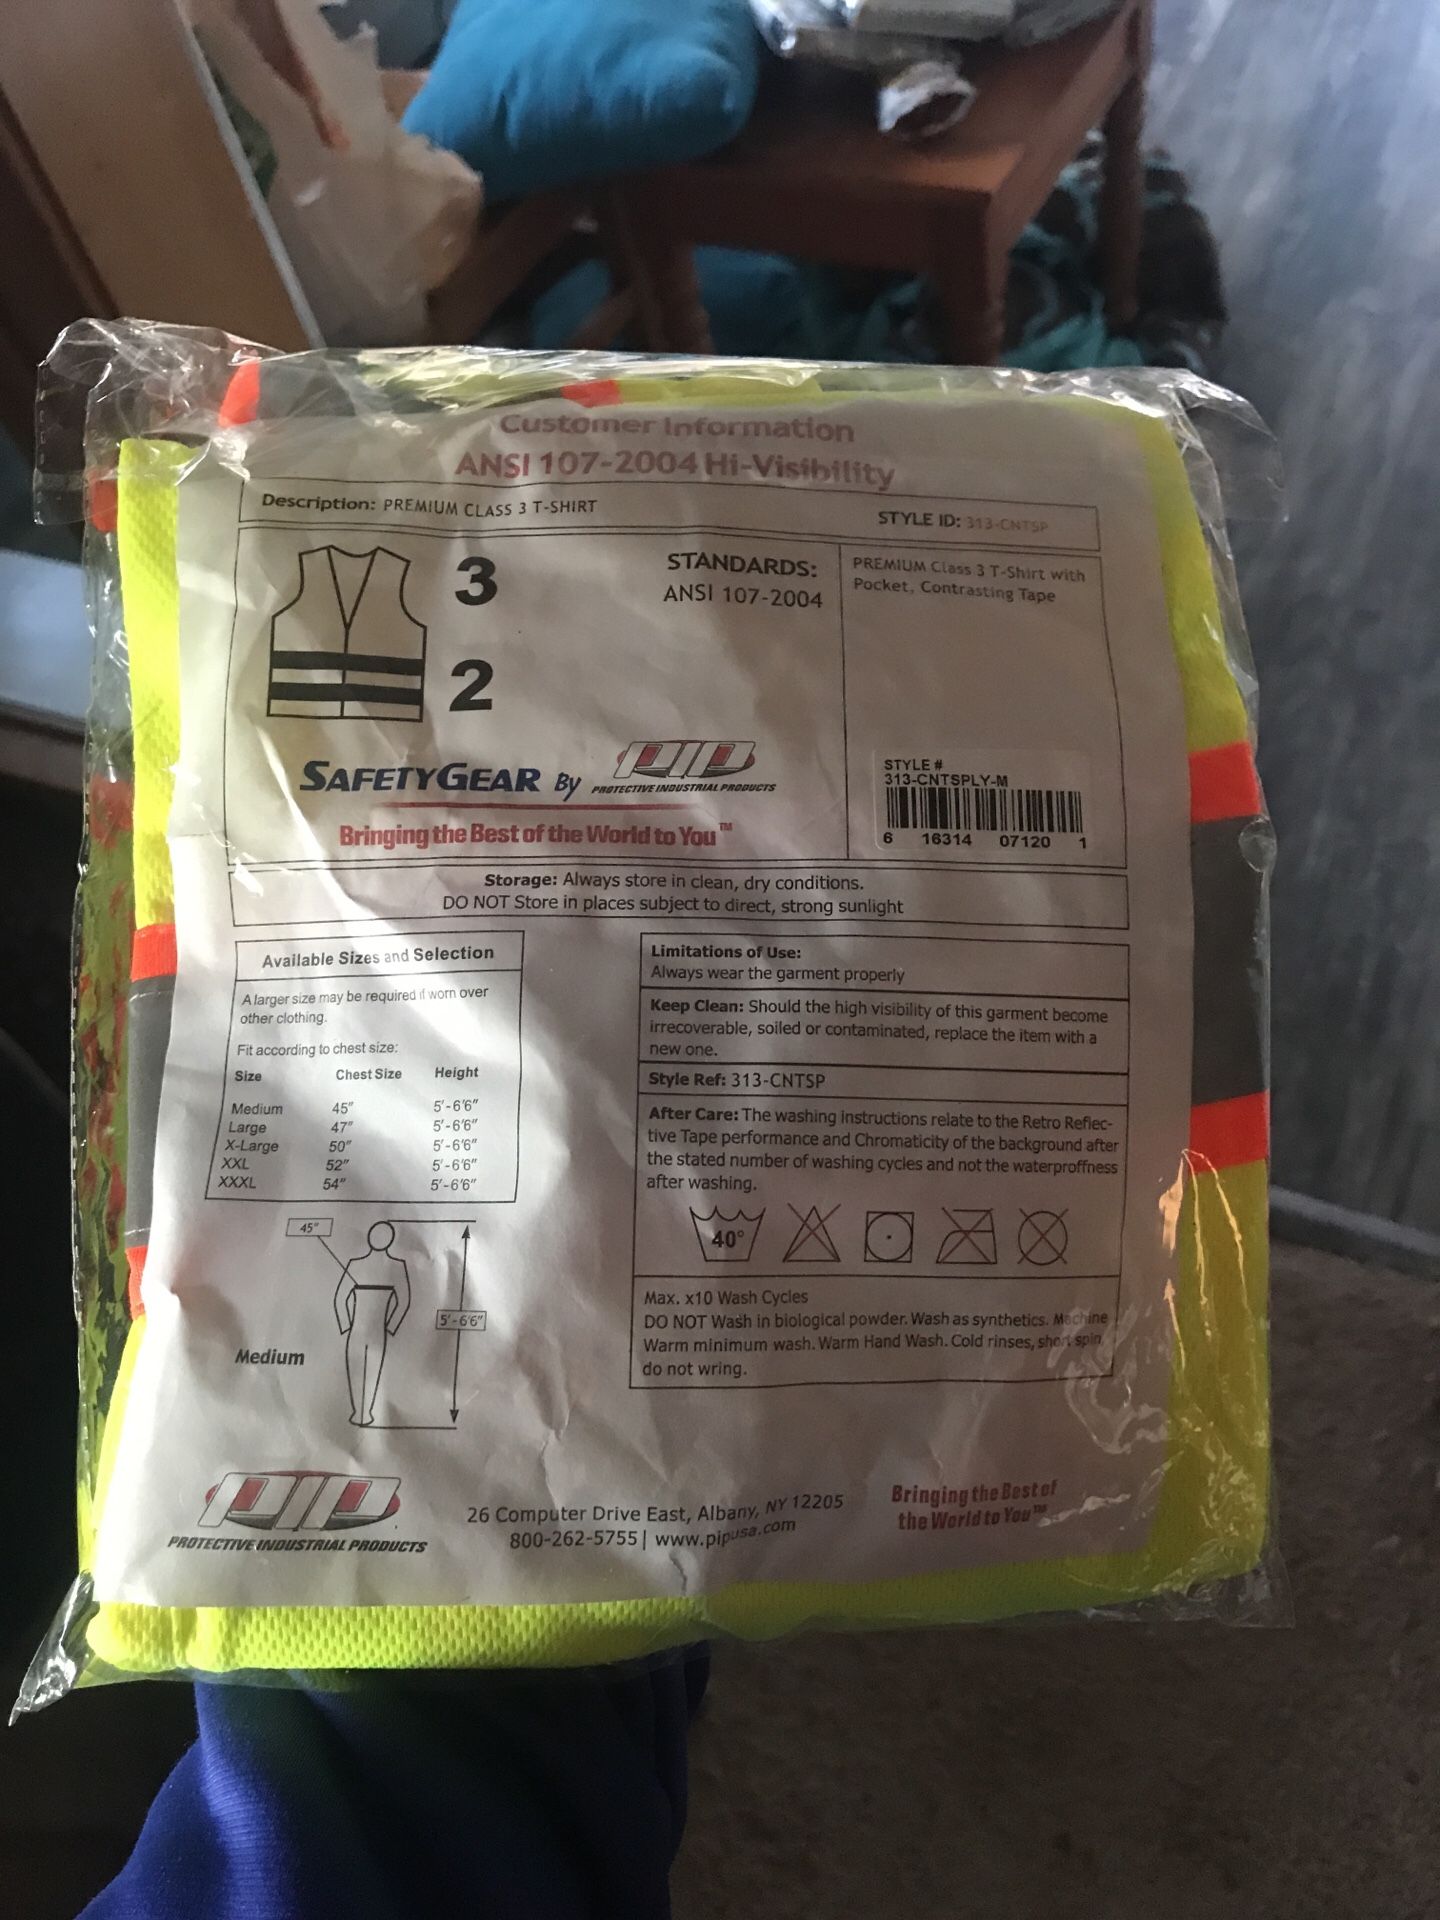 Customer Information
ANSI 107-2004 Hi-Visibility
Description: PREMIUM CLASS 3 T-SHIRT
STYLE ID: 313-CNTSP
3
2
STANDARDS:
ANSI 107-2004
PREMIUM Class 3 T-Shirt with
Pocket, Contrasting Tape
SAFETYGEAR By PIP
PROTECTIVE INDUSTRIAL PRODUCTS
Bringing the Best of the World to You™
STYLE #
313-CNTSPLY-M
6 16314 07120 1
Storage: Always store in clean, dry conditions.
DO NOT Store in places subject to direct, strong sunlight
Available Sizes and Selection
A larger size may be required if worn over
other clothing.
Fit according to chest size:
Size Chest Size Height
Medium 45" 5'-6'6"
Large 47" 5'-6'6"
X-Large 50" 5'-6'6"
XXL 52" 5'-6'6"
XXXL 54" 5'-6'6"
45"
5'-6'6"
Medium
Limitations of Use:
Always wear the garment properly
Keep Clean: Should the high visibility of this garment become
irrecoverable, soiled or contaminated, replace the item with a
new one.
Style Ref: 313-CNTSP
After Care: The washing instructions relate to the Retro Reflec-
tive Tape performance and Chromaticity of the background after
the stated number of washing cycles and not the waterproffness
after washing.
40°
Max. x10 Wash Cycles
DO NOT Wash in biological powder. Wash as synthetics. Machine
Warm minimum wash. Warm Hand Wash. Cold rinses, short spin,
do not wring.
PIP
PROTECTIVE INDUSTRIAL PRODUCTS
26 Computer Drive East, Albany, NY 12205
800-262-5755 | www.pipusa.com
Bringing the Best of
the World to You™